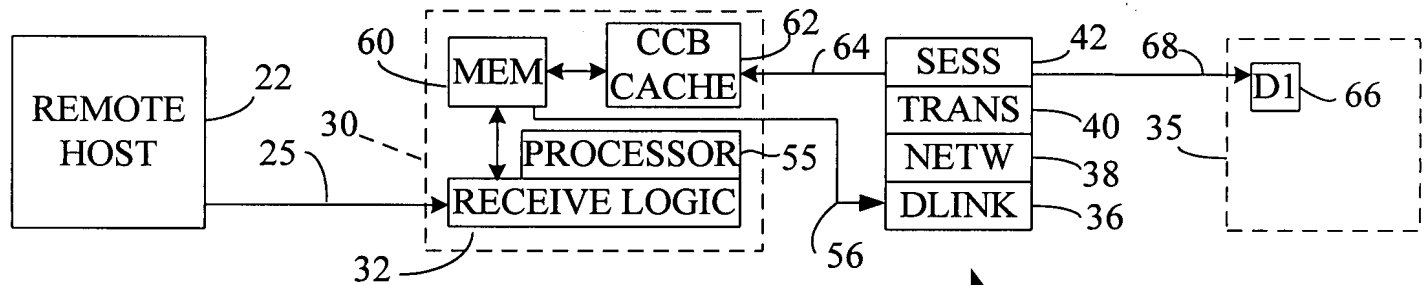 REMOTE
HOST
22
25
30
60
MEM
CCB
CACHE
62
64
PROCESSOR
55
RECEIVE LOGIC
32
56
SESS
42
TRANS
40
NETW
38
DLINK
36
68
D1
66
35